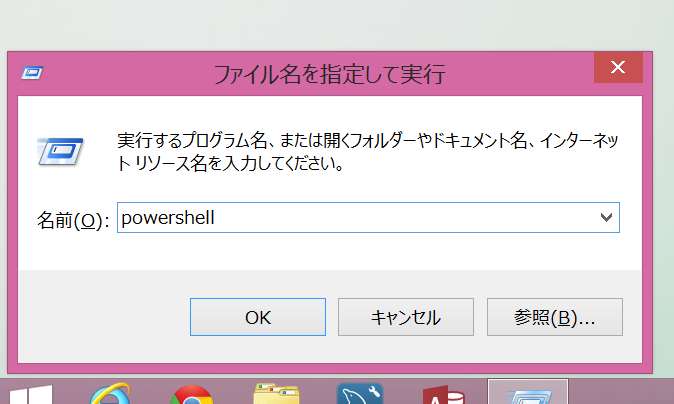 ファイル名を指定して実行
実行するプログラム名、または開くフォルダーやドキュメント名、インターネッ
ト リソース名を入力してください。
名前(O): powershell
OK キャンセル 参照(B)...